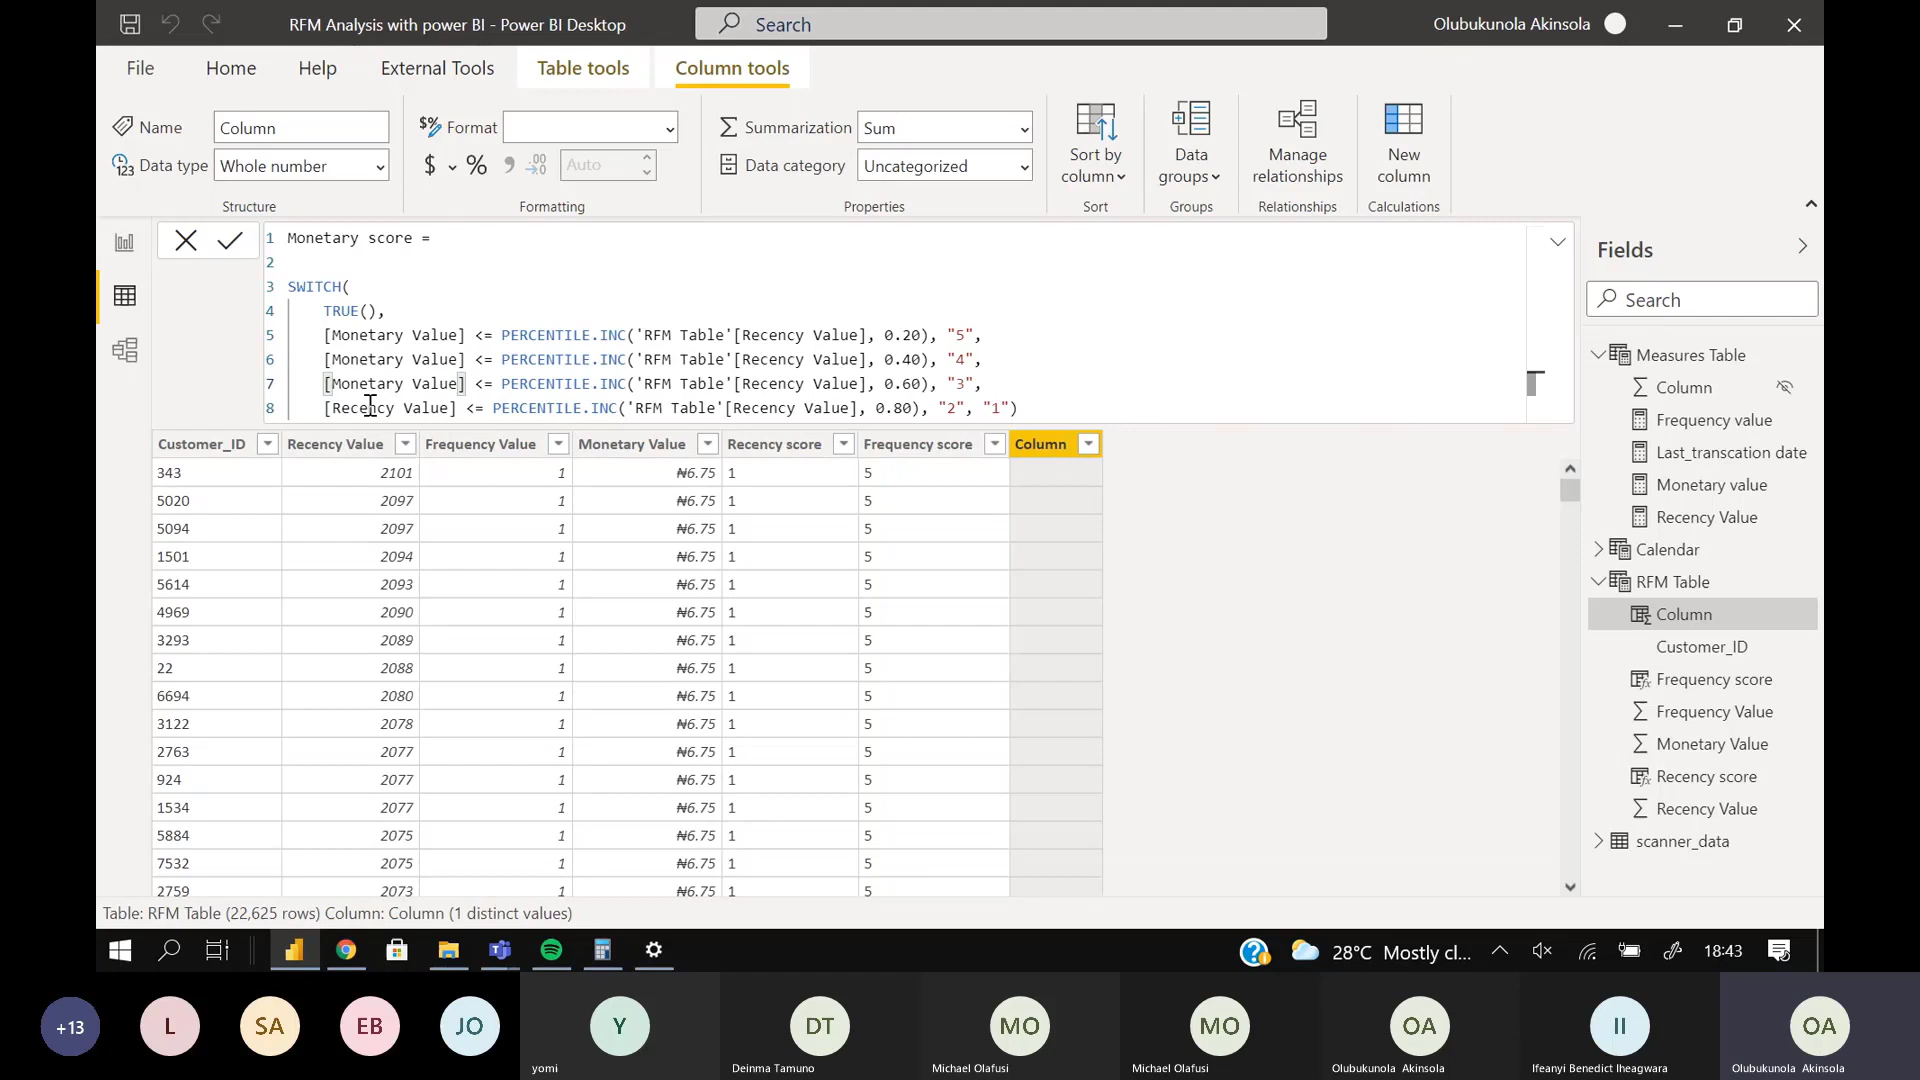 RFM Analysis with power BI - Power BI Desktop
Search
Olubukunola Akinsola
File Home Help External Tools Table tools Column tools
Name Column
Data type Whole number
Structure
Format
$ % Auto
Formatting
Summarization Sum
Data category Uncategorized
Properties
Sort by column
Sort
Data groups
Groups
Manage relationships
Relationships
New column
Calculations
1 Monetary score =
2
3 SWITCH(
4 TRUE(),
5 [Monetary Value] <= PERCENTILE.INC('RFM Table'[Recency Value], 0.20), "5",
6 [Monetary Value] <= PERCENTILE.INC('RFM Table'[Recency Value], 0.40), "4",
7 [Monetary Value] <= PERCENTILE.INC('RFM Table'[Recency Value], 0.60), "3",
8 [Recency Value] <= PERCENTILE.INC('RFM Table'[Recency Value], 0.80), "2", "1")
Customer_ID Recency Value Frequency Value Monetary Value Recency score Frequency score Column
343 2101 1 ₦6.75 1 5
5020 2097 1 ₦6.75 1 5
5094 2097 1 ₦6.75 1 5
1501 2094 1 ₦6.75 1 5
5614 2093 1 ₦6.75 1 5
4969 2090 1 ₦6.75 1 5
3293 2089 1 ₦6.75 1 5
22 2088 1 ₦6.75 1 5
6694 2080 1 ₦6.75 1 5
3122 2078 1 ₦6.75 1 5
2763 2077 1 ₦6.75 1 5
924 2077 1 ₦6.75 1 5
1534 2077 1 ₦6.75 1 5
5884 2075 1 ₦6.75 1 5
7532 2075 1 ₦6.75 1 5
2759 2073 1 ₦6.75 1 5
Table: RFM Table (22,625 rows) Column: Column (1 distinct values)
Fields
Search
Measures Table
Column
Frequency value
Last_transcation date
Monetary value
Recency Value
Calendar
RFM Table
Column
Customer_ID
Frequency score
Frequency Value
Monetary Value
Recency score
Recency Value
scanner_data
28°C Mostly cl... 18:43
+13 L SA EB JO Y DT MO MO OA II OA
yomi Deinma Tamuno Michael Olafusi Michael Olafusi Olubukunola Akinsola Ifeanyi Benedict Iheagwara Olubukunola Akinsola